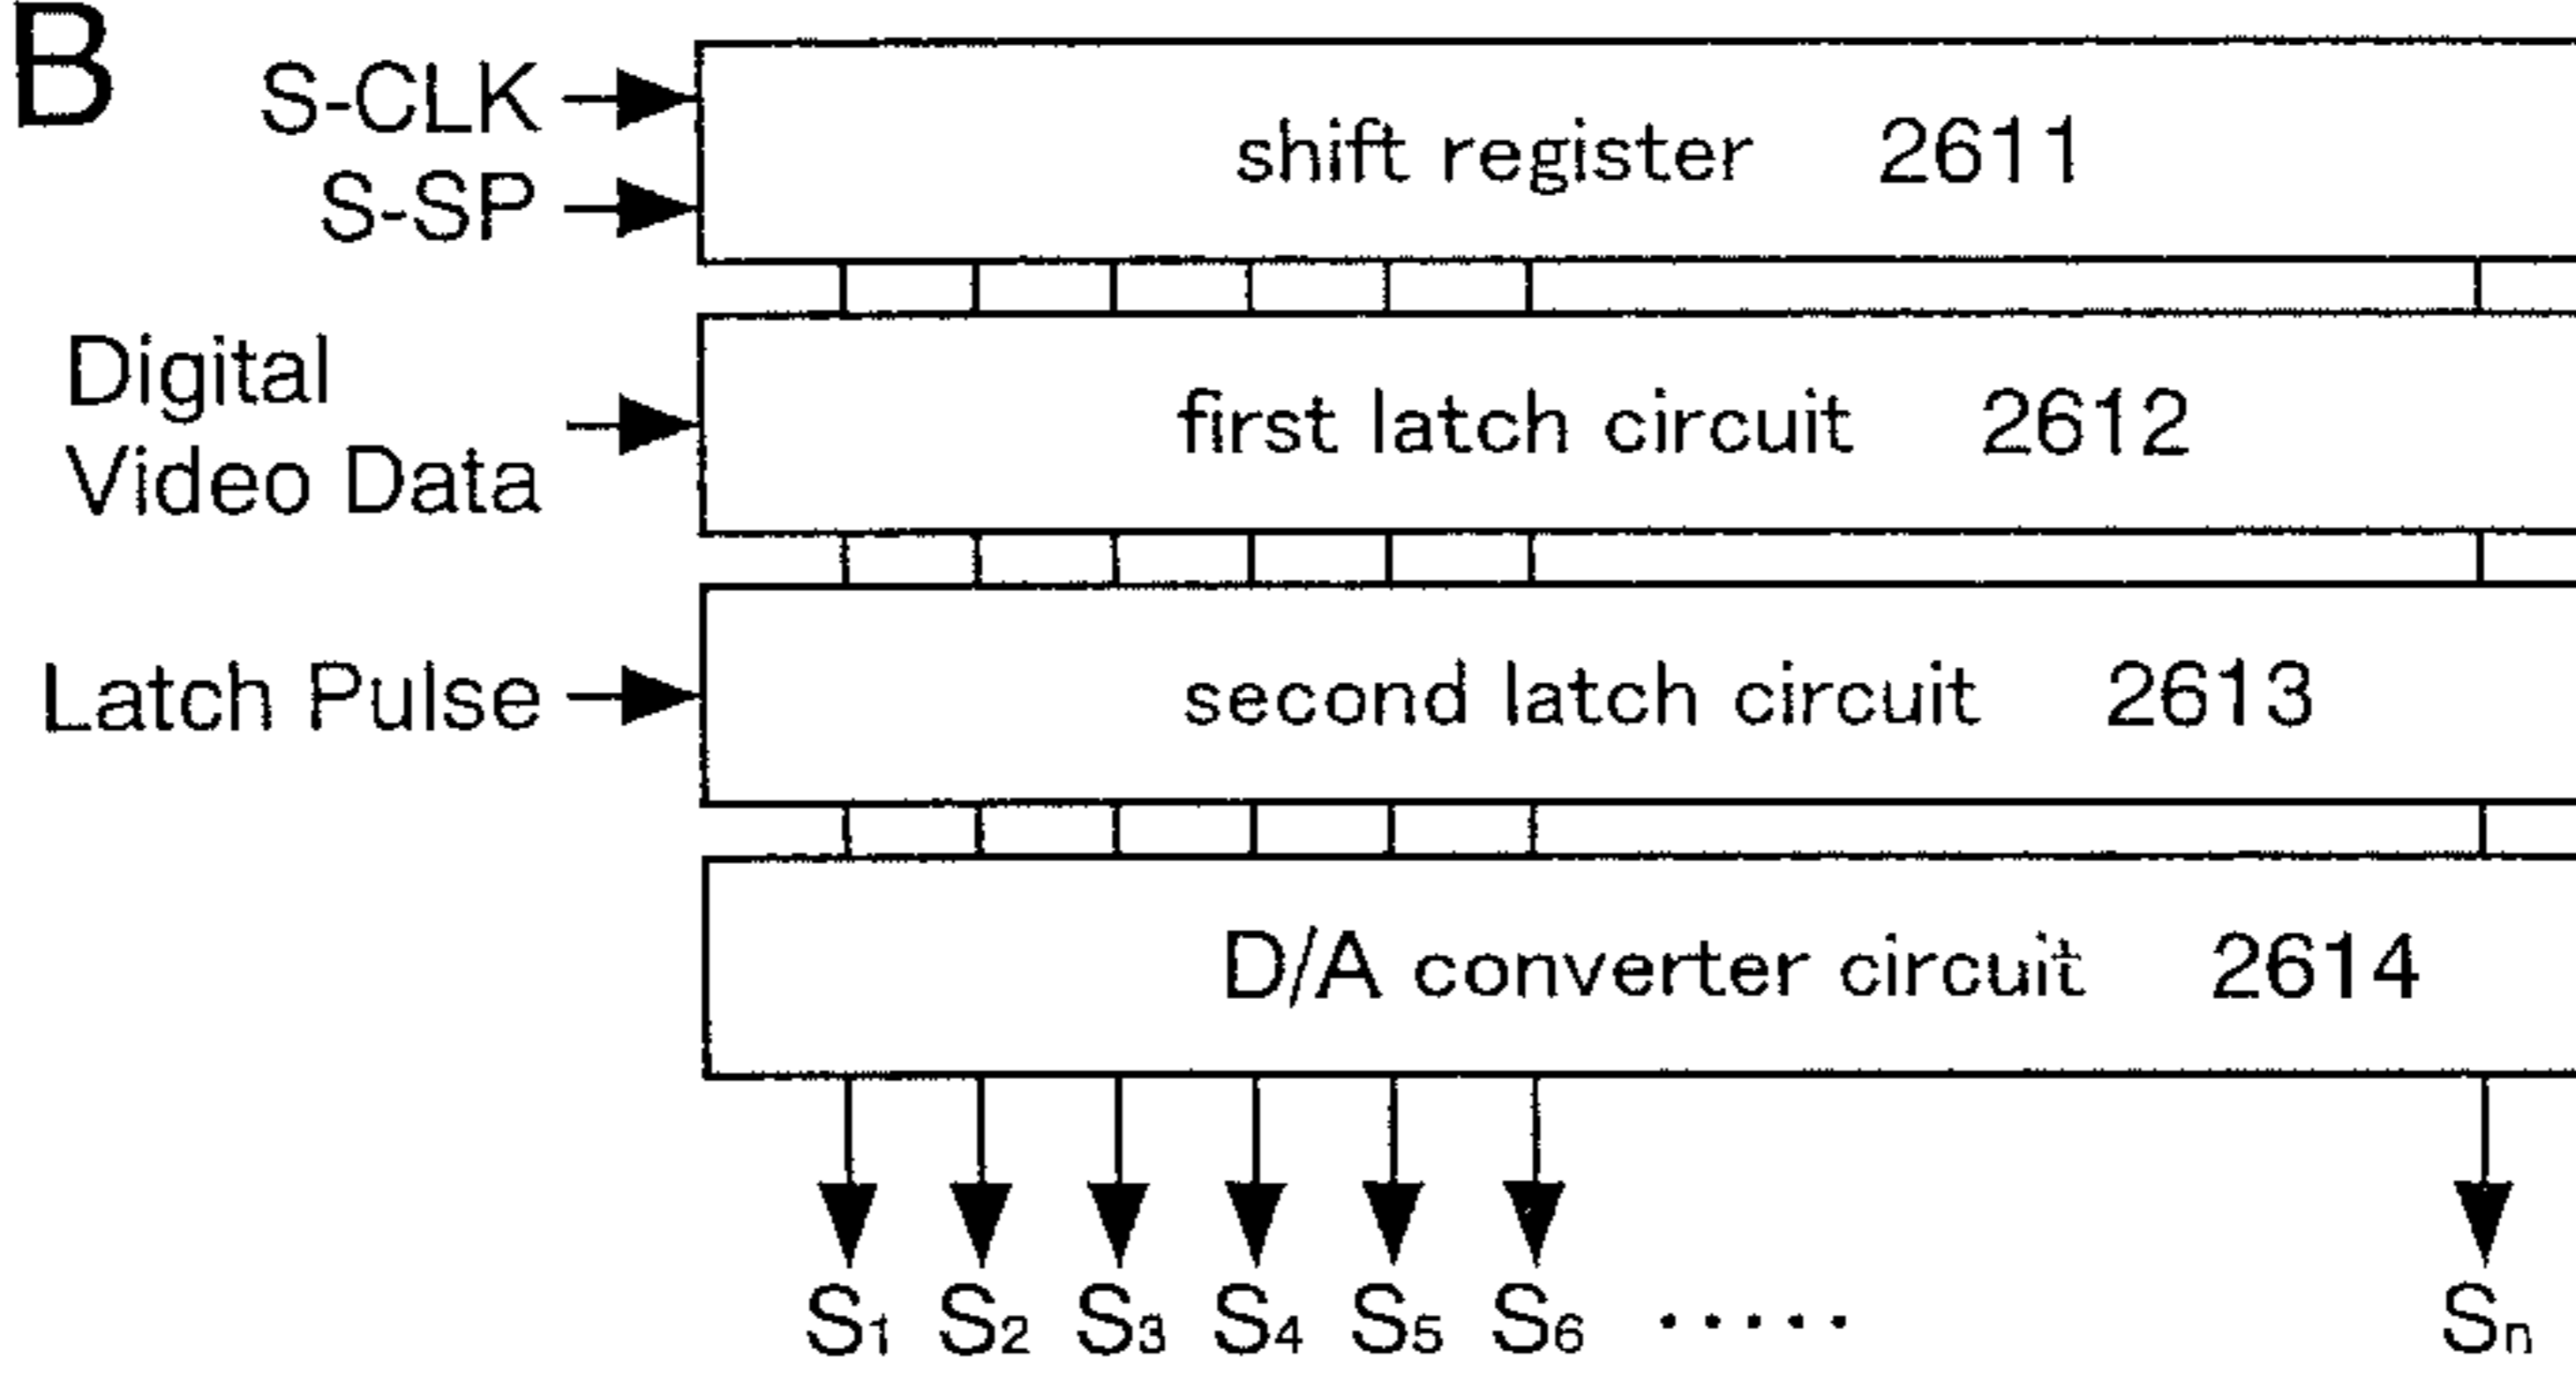 B
S-CLK
S-SP
shift register 2611
Digital
Video Data
first latch circuit 2612
Latch Pulse
second latch circuit 2613
D/A converter circuit 2614
S1 S2 S3 S4 S5 S6 ..... Sn